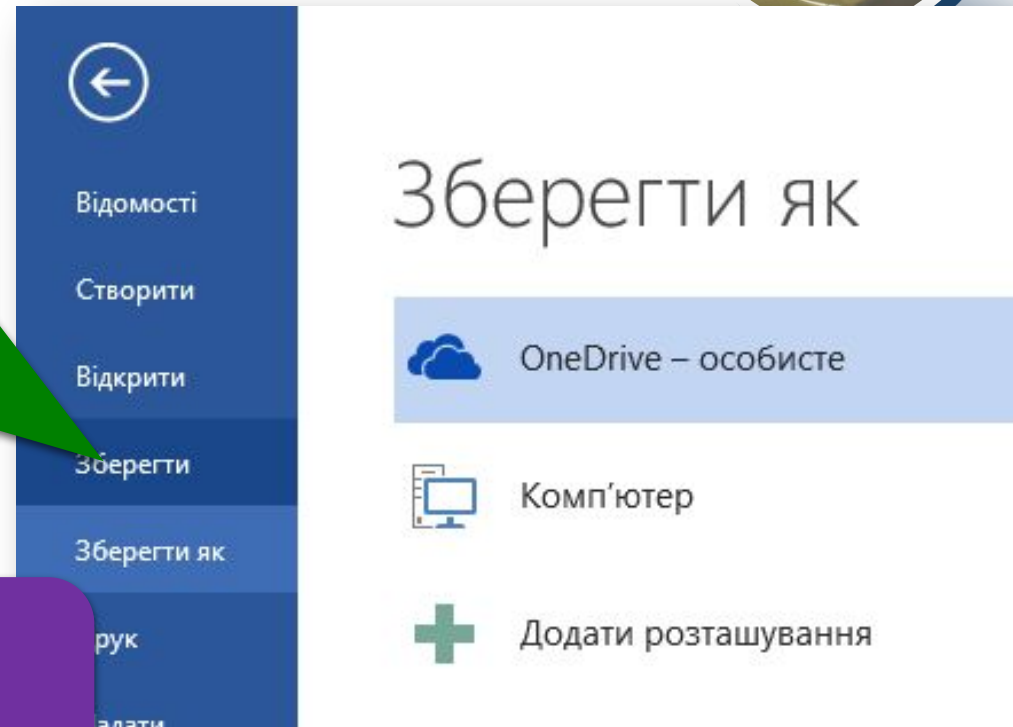 Відомості
Створити
Відкрити
Зберегти
Зберегти як
Зберегти як
OneDrive – особисте
Комп'ютер
Додати розташування